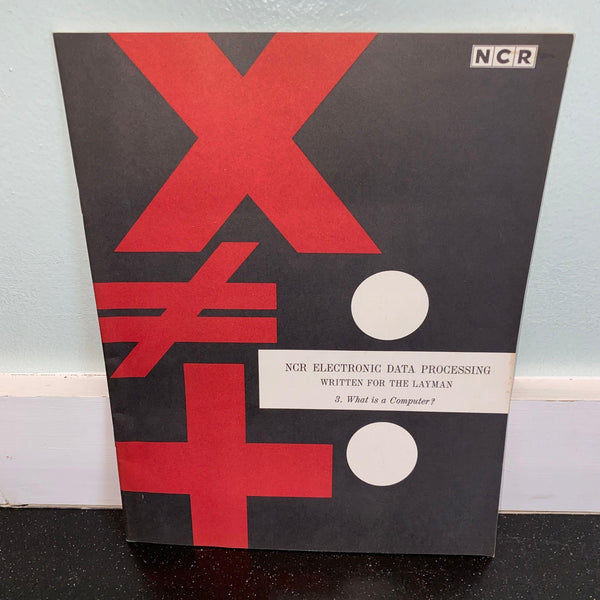 NCR
NCR ELECTRONIC DATA PROCESSING
WRITTEN FOR THE LAYMAN
3. What is a Computer?